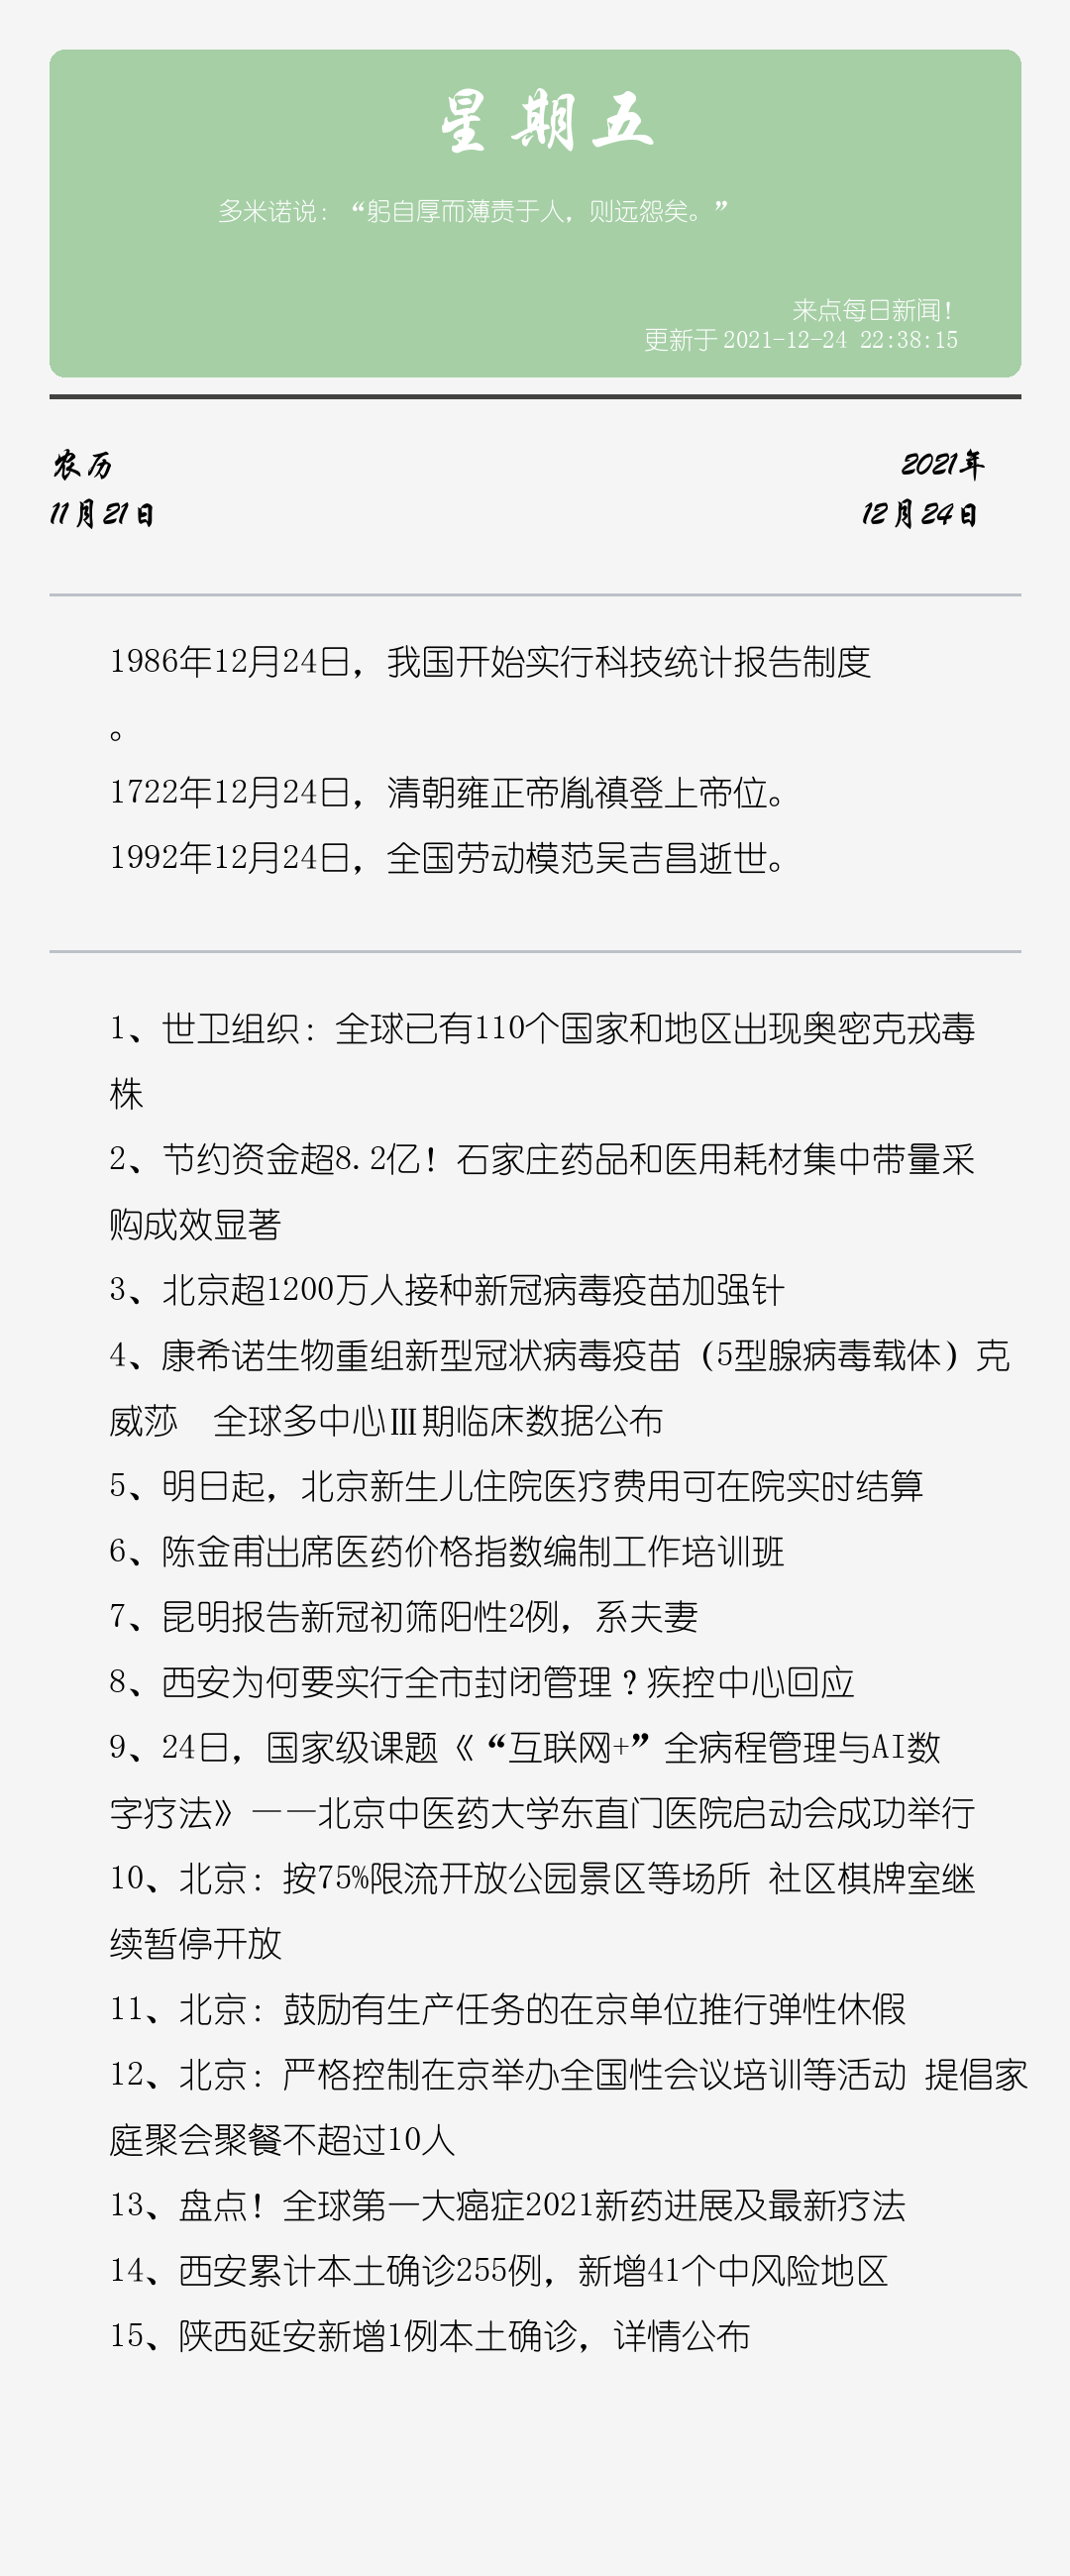 星期五
多米诺说：“躬自厚而薄责于人，则远怨矣。”
来点每日新闻！
更新于 2021-12-24 22:38:15
农历
2021年
11月21日
12月24日
1986年12月24日，我国开始实行科技统计报告制度
。
1722年12月24日，清朝雍正帝胤禛登上帝位。
1992年12月24日，全国劳动模范吴吉昌逝世。
1、世卫组织：全球已有110个国家和地区出现奥密克戎毒
株
2、节约资金超8.2亿！石家庄药品和医用耗材集中带量采
购成效显著
3、北京超1200万人接种新冠病毒疫苗加强针
4、康希诺生物重组新型冠状病毒疫苗（5型腺病毒载体）克
威莎　全球多中心Ⅲ期临床数据公布
5、明日起，北京新生儿住院医疗费用可在院实时结算
6、陈金甫出席医药价格指数编制工作培训班
7、昆明报告新冠初筛阳性2例，系夫妻
8、西安为何要实行全市封闭管理？疾控中心回应
9、24日，国家级课题《“互联网+”全病程管理与AI数
字疗法》——北京中医药大学东直门医院启动会成功举行
10、北京：按75%限流开放公园景区等场所 社区棋牌室继
续暂停开放
11、北京：鼓励有生产任务的在京单位推行弹性休假
12、北京：严格控制在京举办全国性会议培训等活动 提倡家
庭聚会聚餐不超过10人
13、盘点！全球第一大癌症2021新药进展及最新疗法
14、西安累计本土确诊255例，新增41个中风险地区
15、陕西延安新增1例本土确诊，详情公布